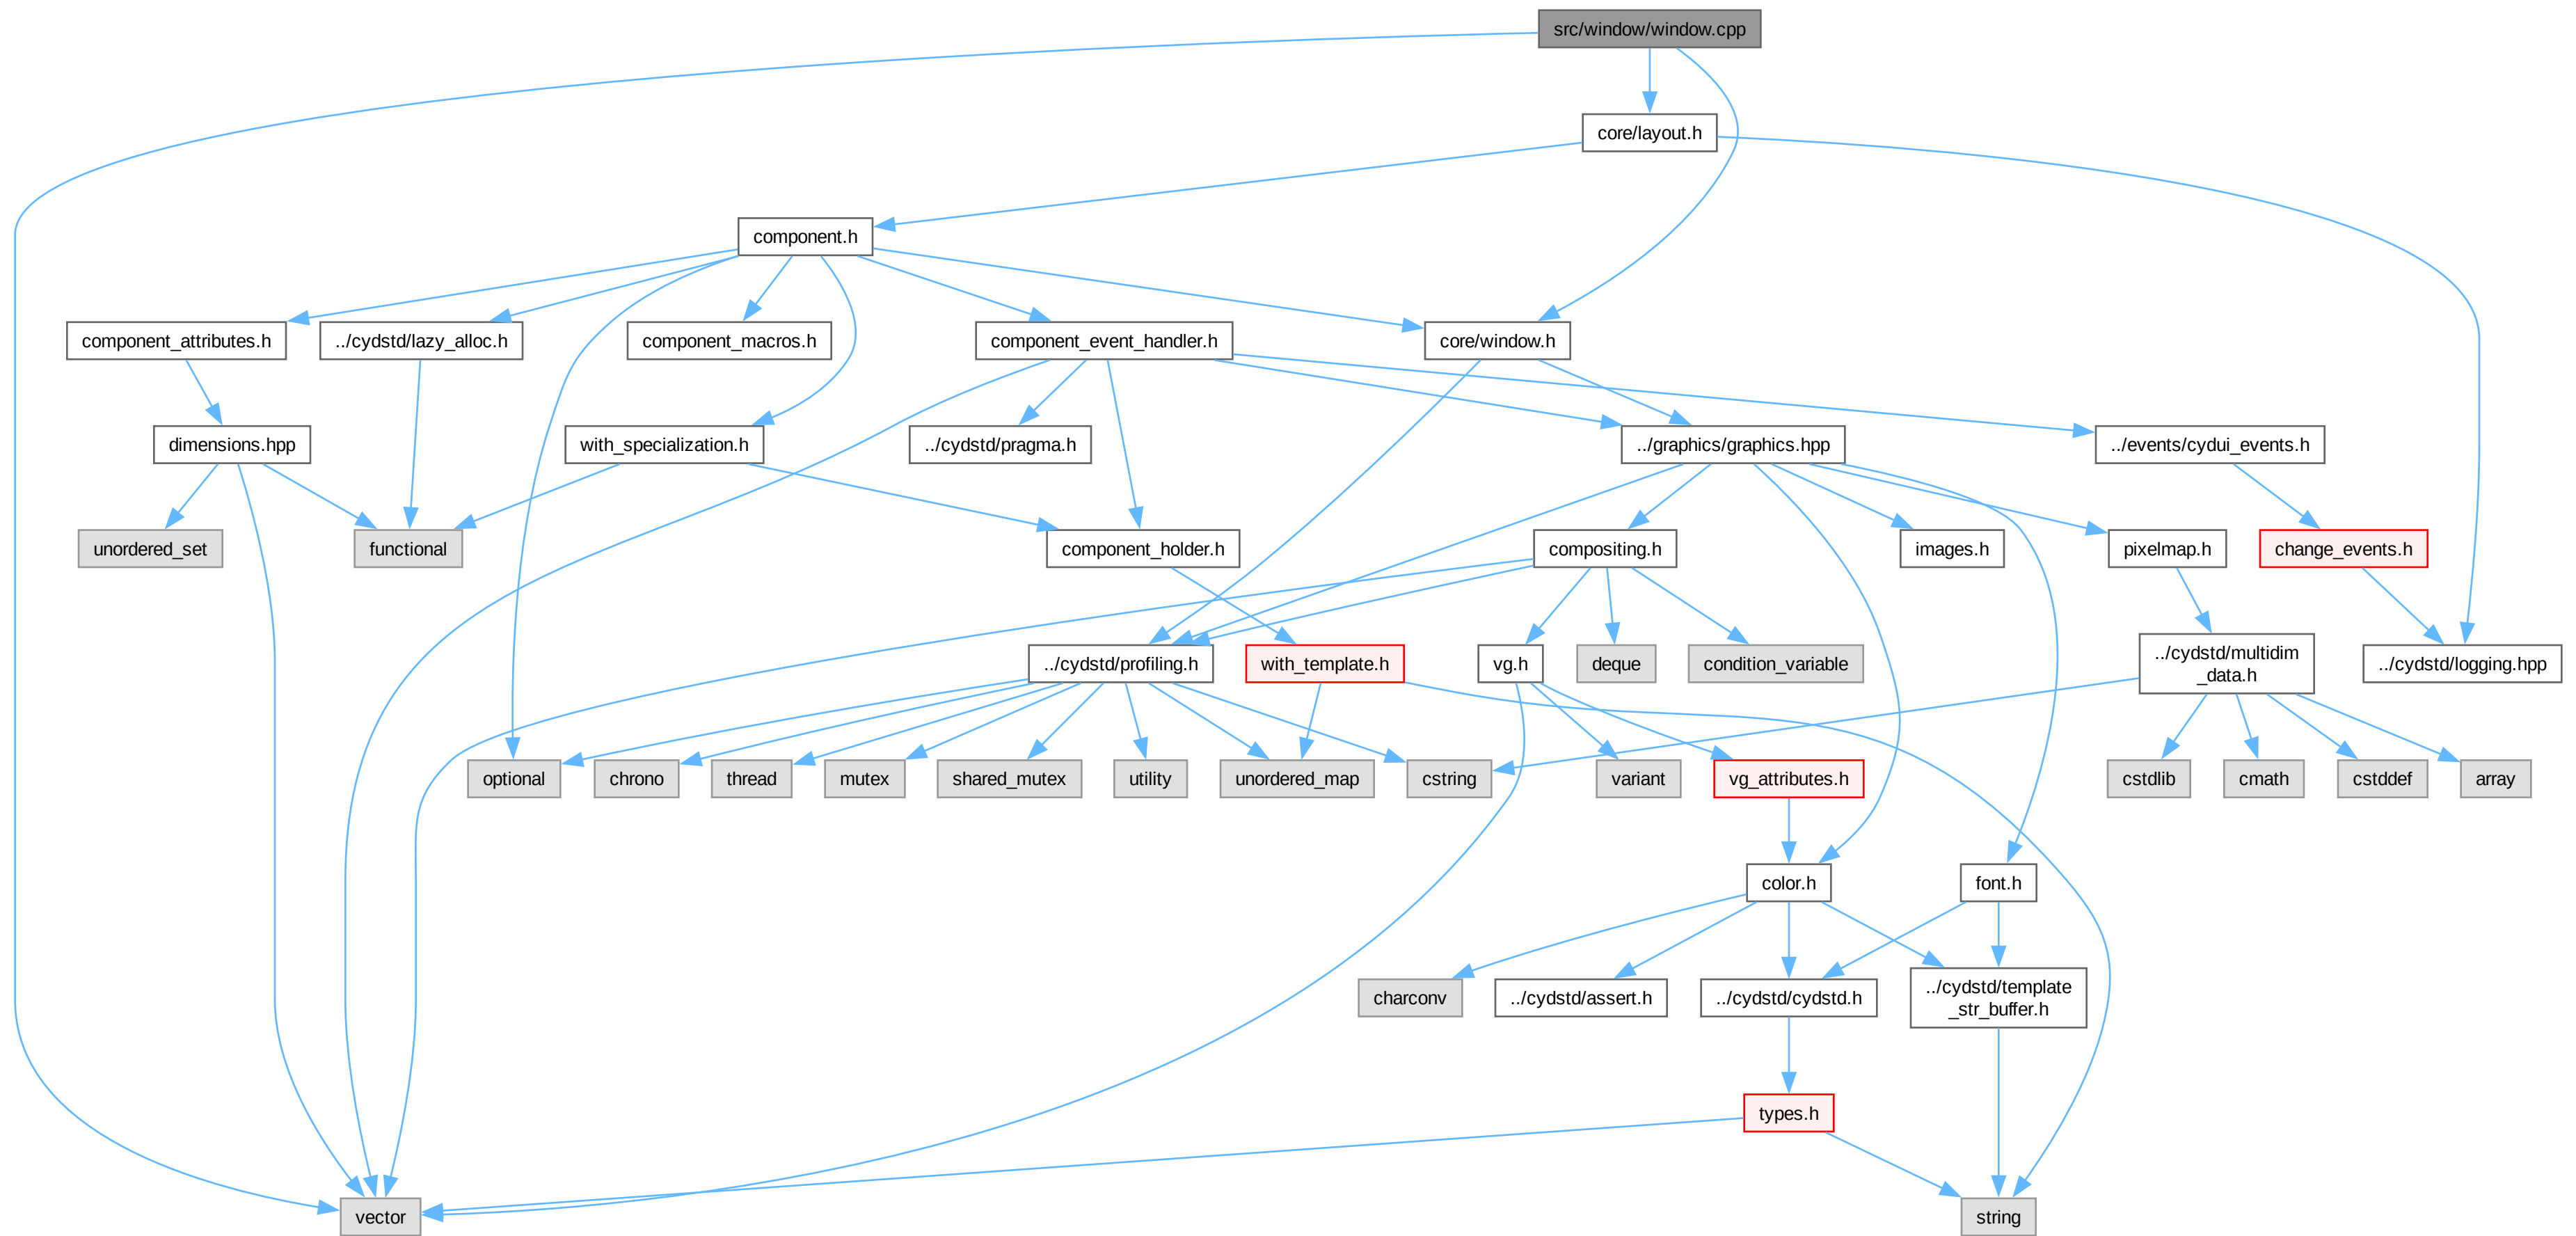 src/window/window.cpp
core/layout.h
component.h
component_attributes.h
../cydstd/lazy_alloc.h
component_macros.h
component_event_handler.h
core/window.h
dimensions.hpp
with_specialization.h
../cydstd/pragma.h
../graphics/graphics.hpp
../events/cydui_events.h
unordered_set
functional
component_holder.h
compositing.h
images.h
pixelmap.h
change_events.h
../cydstd/profiling.h
with_template.h
vg.h
deque
condition_variable
../cydstd/multidim
_data.h
../cydstd/logging.hpp
optional
chrono
thread
mutex
shared_mutex
utility
unordered_map
cstring
variant
vg_attributes.h
cstdlib
cmath
cstddef
array
color.h
font.h
charconv
../cydstd/assert.h
../cydstd/cydstd.h
../cydstd/template
_str_buffer.h
types.h
vector
string